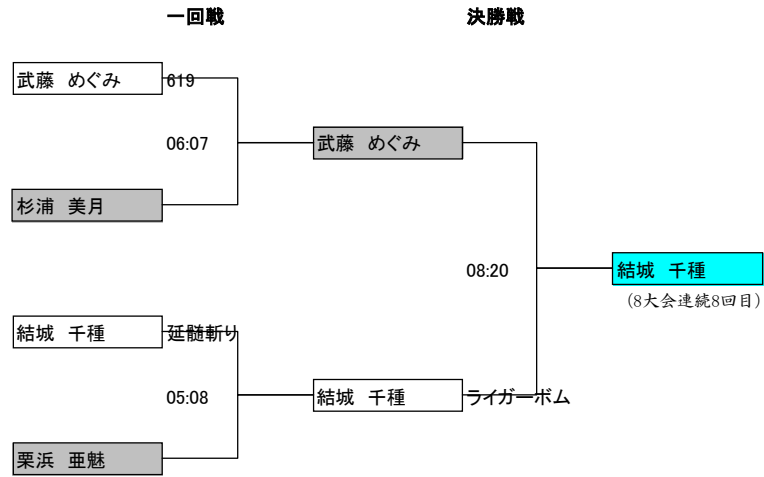 一回戦
決勝戦
武藤　めぐみ
619
06:07
武藤　めぐみ
杉浦　美月
08:20
結城　千種
(8大会連続8回目)
結城　千種
延髄斬り
05:08
結城　千種
ライガーボム
栗浜　亜魅